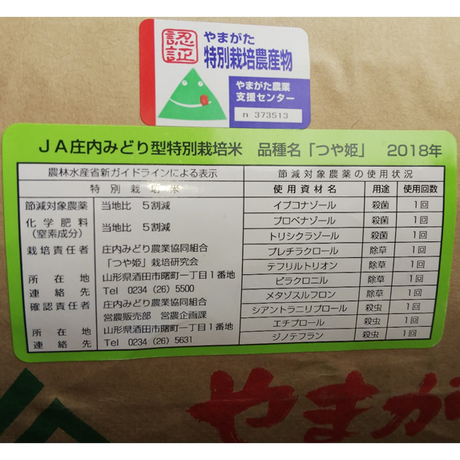 認証
やまがた
特別栽培農産物
やまがた農業
支援センター
n 373513
JA庄内みどり型特別栽培米 品種名「つや姫」 2018年
農林水産省新ガイドラインによる表示
特別栽培米
節減対象農薬 当地比 5割減
化学肥料
(窒素成分) 当地比 5割減
栽培責任者 庄内みどり農業協同組合
「つや姫」栽培研究会
所在地 山形県酒田市曙町一丁目1番地
連絡先 Tel 0234 (26) 5500
確認責任者 庄内みどり農業協同組合
営農販売部 営農企画課
所在地 山形県酒田市曙町一丁目1番地
連絡先 Tel 0234 (26) 5631
節減対象農薬の使用状況
使用資材名 用途 使用回数
イプコナゾール 殺菌 1回
プロベナゾール 殺菌 1回
トリシクラゾール 殺菌 1回
プレチラクロール 除草 1回
テフリルトリオン 除草 1回
ピラクロニル 除草 1回
メタゾスルフロン 除草 1回
シアントラニリプロール 殺虫 1回
エチプロール 殺虫 1回
ジノテフラン 殺虫 1回
やまが